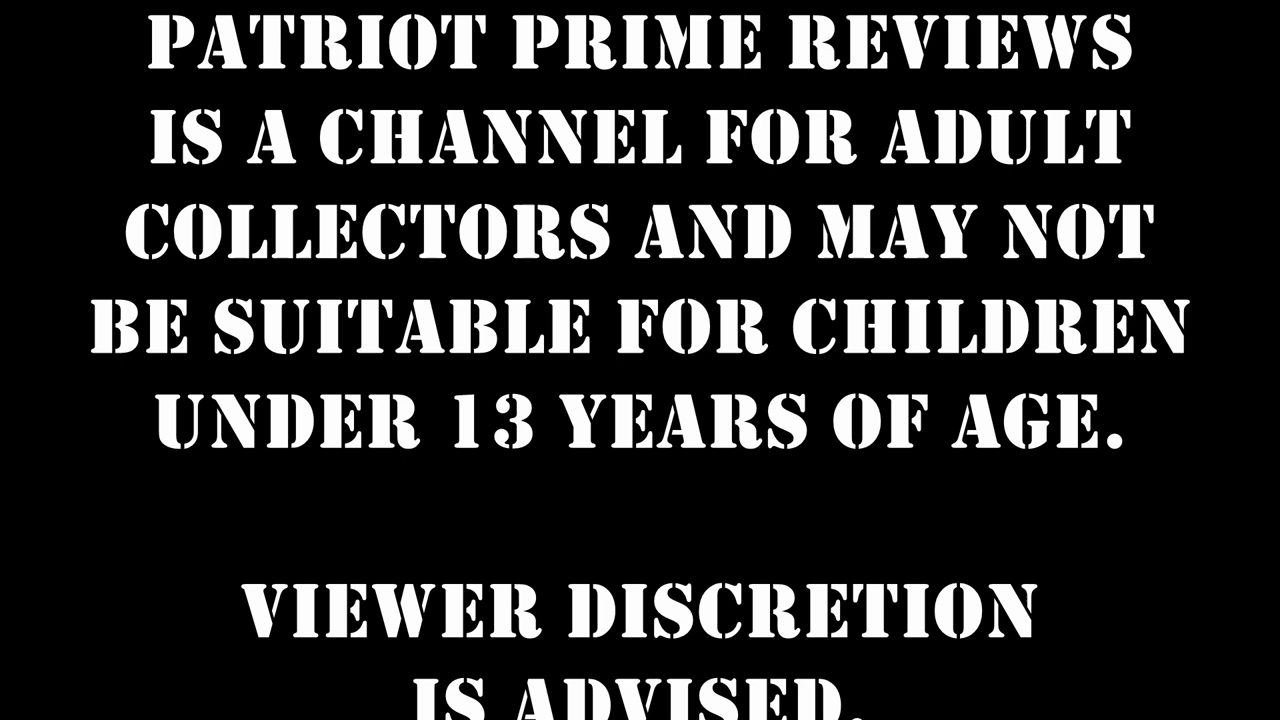 PATRIOT PRIME REVIEWS
IS A CHANNEL FOR ADULT
COLLECTORS AND MAY NOT
BE SUITABLE FOR CHILDREN
UNDER 13 YEARS OF AGE.
VIEWER DISCRETION
IS ADVISED.